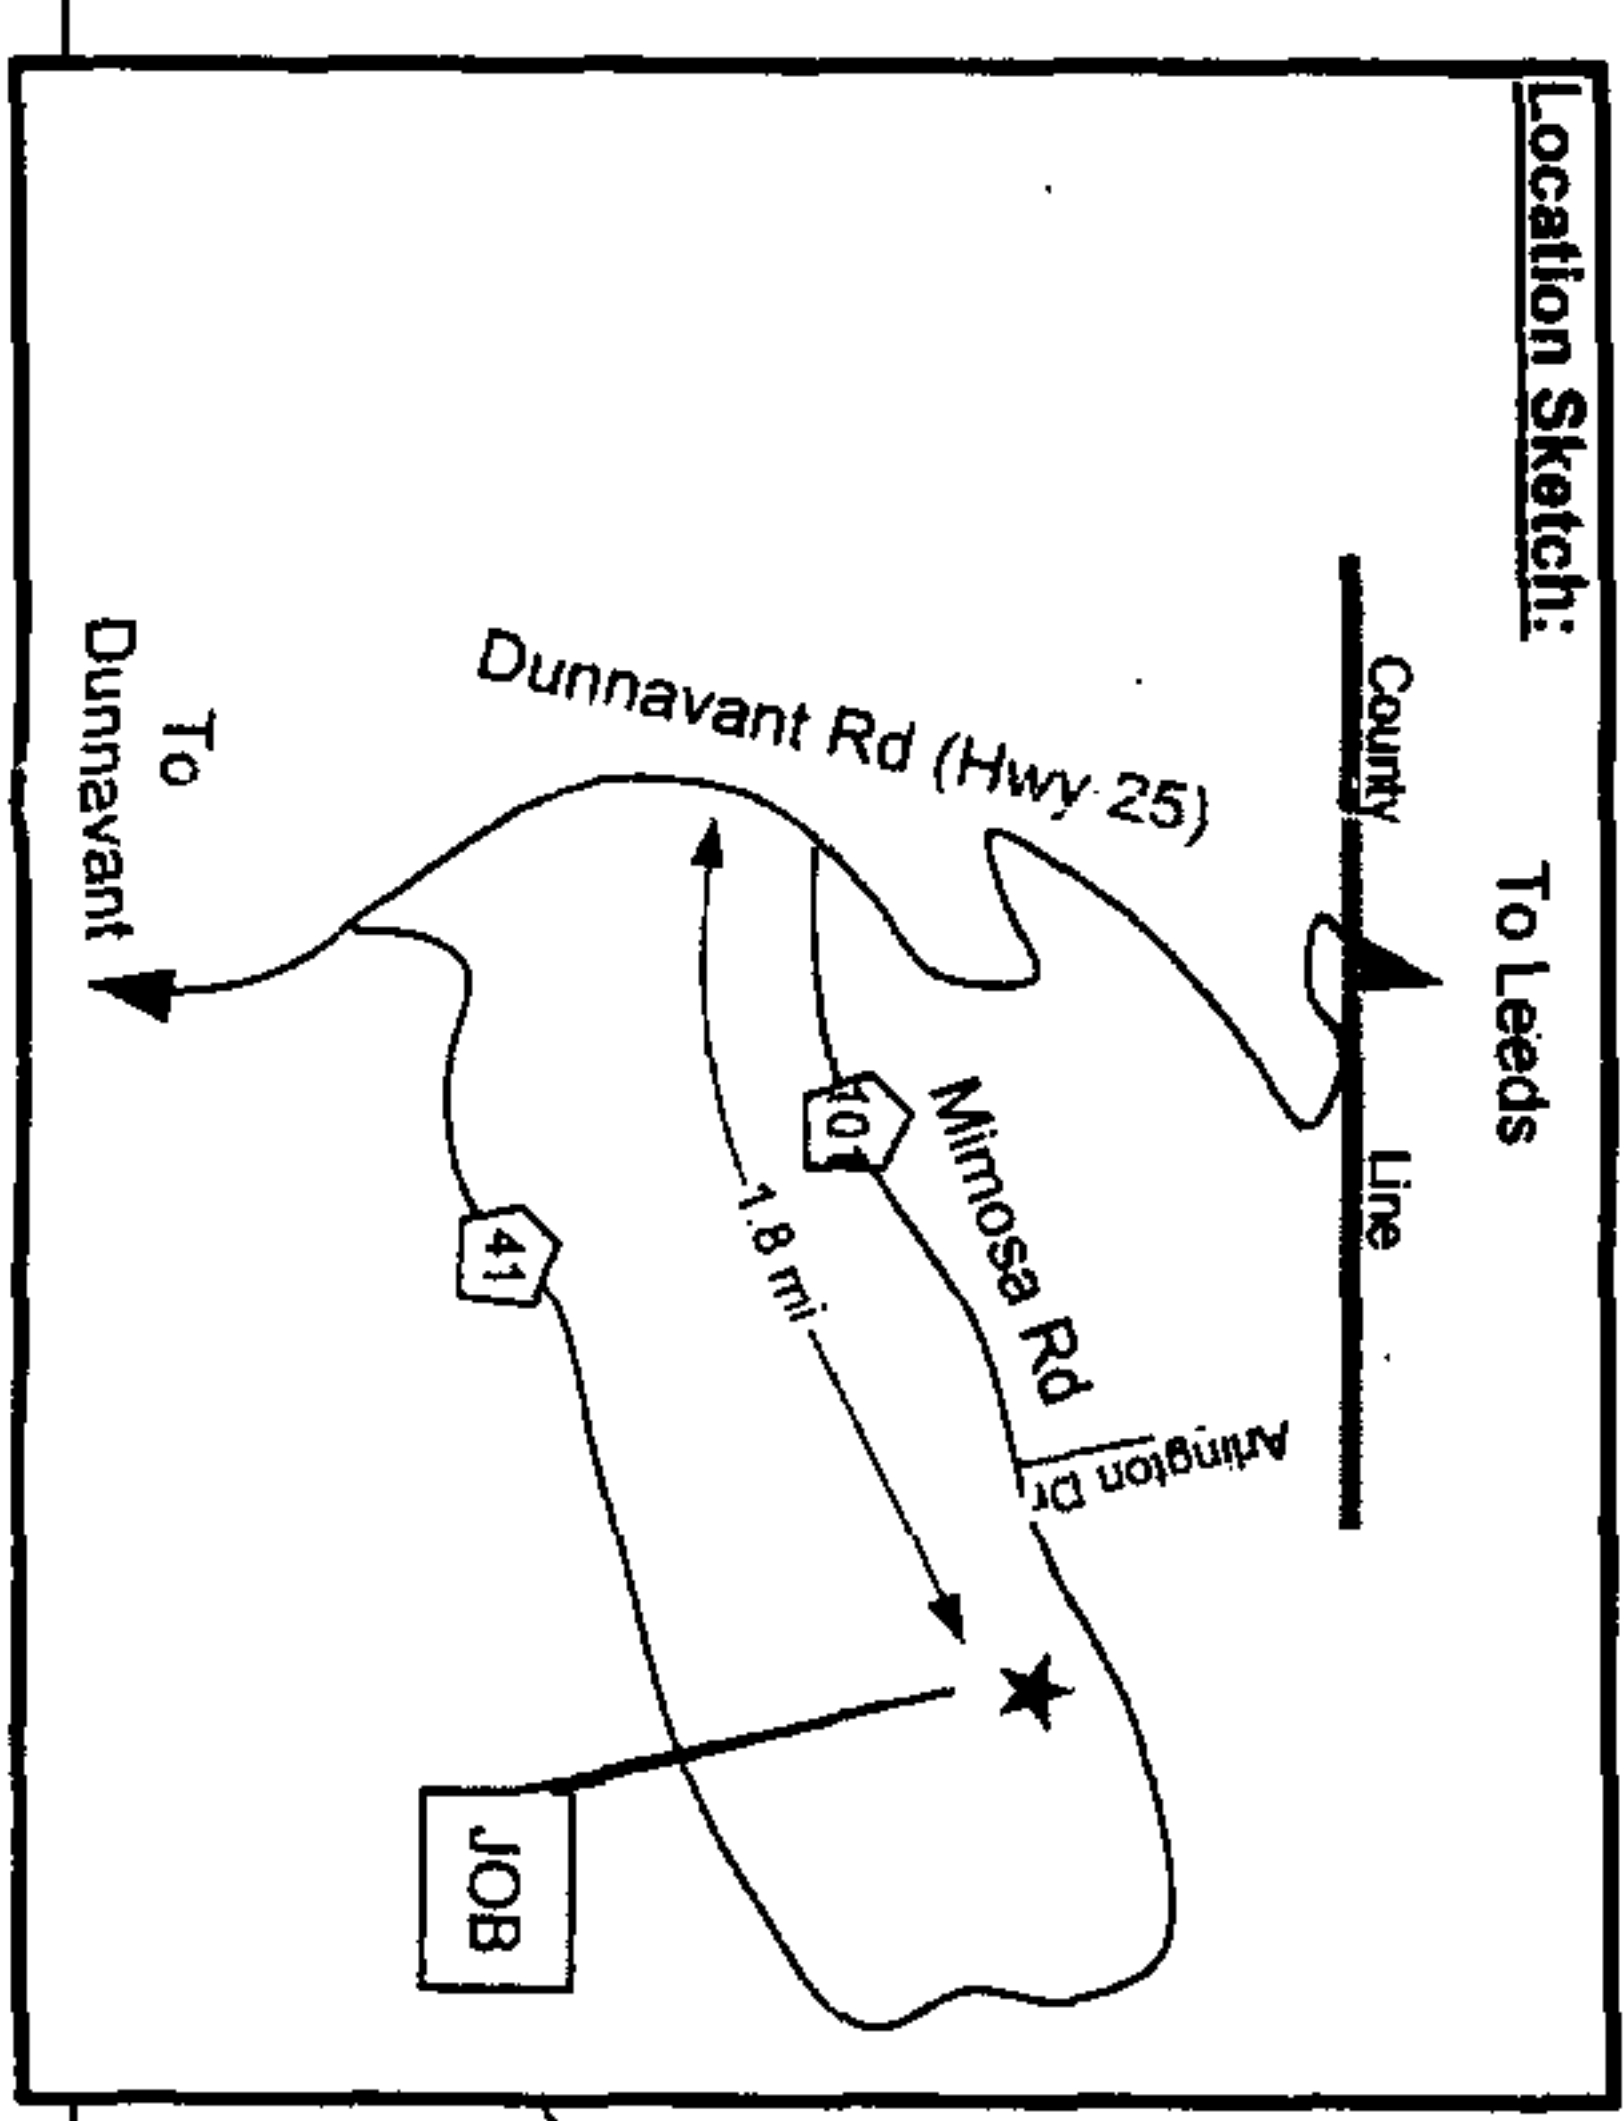 Location Sketch:
To Leeds
County Line
Dunnavant Rd (Hwy 25)
Arlington Dr
Mimosa Rd
101
1.8 mi
41
JOB
To
Dunnavant